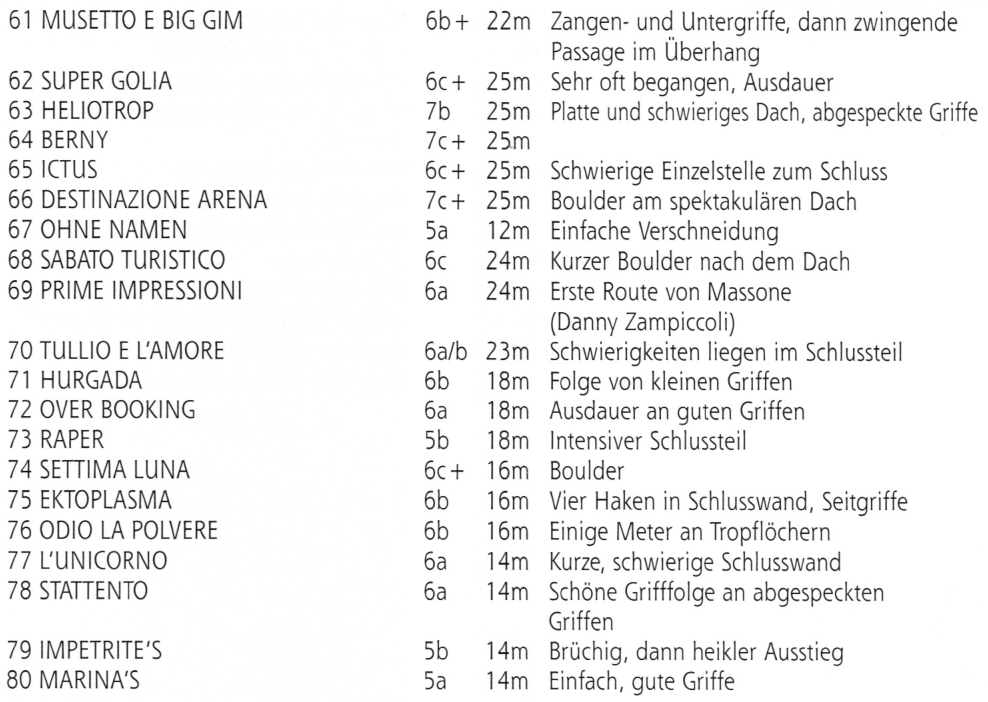 61 MUSETTO E BIG GIM 6b+ 22m Zangen- und Untergriffe, dann zwingende
Passage im Überhang
62 SUPER GOLIA 6c+ 25m Sehr oft begangen, Ausdauer
63 HELIOTROP 7b 25m Platte und schwieriges Dach, abgespeckte Griffe
64 BERNY 7c+ 25m
65 ICTUS 6c+ 25m Schwierige Einzelstelle zum Schluss
66 DESTINAZIONE ARENA 7c+ 25m Boulder am spektakulären Dach
67 OHNE NAMEN 5a 12m Einfache Verschneidung
68 SABATO TURISTICO 6c 24m Kurzer Boulder nach dem Dach
69 PRIME IMPRESSIONI 6a 24m Erste Route von Massone
(Danny Zampiccoli)
70 TULLIO E L'AMORE 6a/b 23m Schwierigkeiten liegen im Schlussteil
71 HURGADA 6b 18m Folge von kleinen Griffen
72 OVER BOOKING 6a 18m Ausdauer an guten Griffen
73 RAPER 5b 18m Intensiver Schlussteil
74 SETTIMA LUNA 6c+ 16m Boulder
75 EKTOPLASMA 6b 16m Vier Haken in Schlusswand, Seitgriffe
76 ODIO LA POLVERE 6b 16m Einige Meter an Tropflöchern
77 L'UNICORNO 6a 14m Kurze, schwierige Schlusswand
78 STATTENTO 6a 14m Schöne Grifffolge an abgespeckten
Griffen
79 IMPETRITE'S 5b 14m Brüchig, dann heikler Ausstieg
80 MARINA'S 5a 14m Einfach, gute Griffe